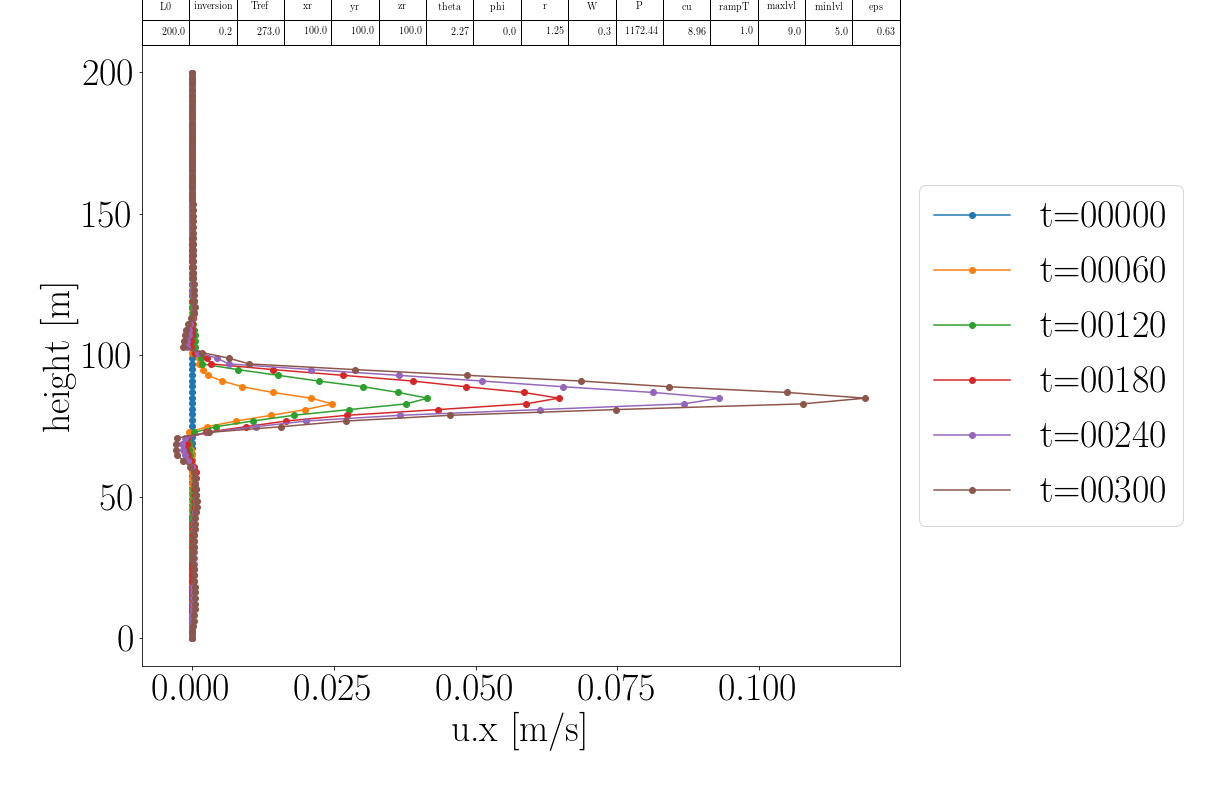 L0 inversion Tref xr yr zr theta phi r W P cu rampT maxlvl minlvl eps
200.0 0.2 273.0 100.0 100.0 100.0 2.27 0.0 1.25 0.3 1172.44 8.96 1.0 9.0 5.0 0.63
200
150
100
50
0
height [m]
0.000 0.025 0.050 0.075 0.100
u.x [m/s]
t=00000
t=00060
t=00120
t=00180
t=00240
t=00300